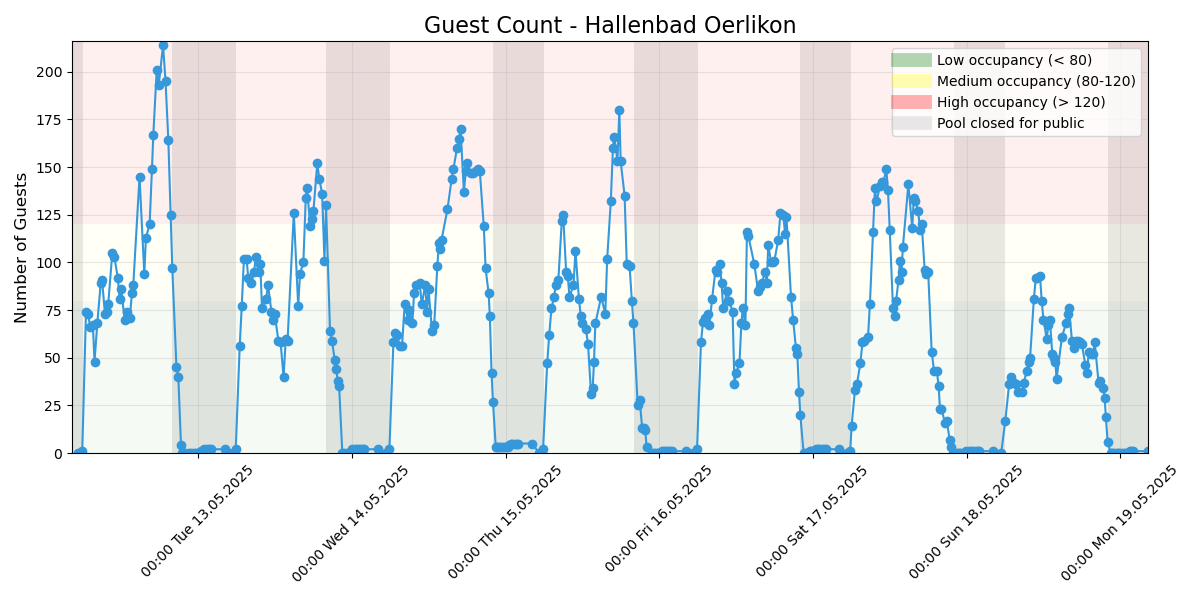 Guest Count - Hallenbad Oerlikon
Number of Guests
200
175
150
125
100
75
50
25
0
Low occupancy (< 80)
Medium occupancy (80-120)
High occupancy (> 120)
Pool closed for public
00:00 Tue 13.05.2025
00:00 Wed 14.05.2025
00:00 Thu 15.05.2025
00:00 Fri 16.05.2025
00:00 Sat 17.05.2025
00:00 Sun 18.05.2025
00:00 Mon 19.05.2025